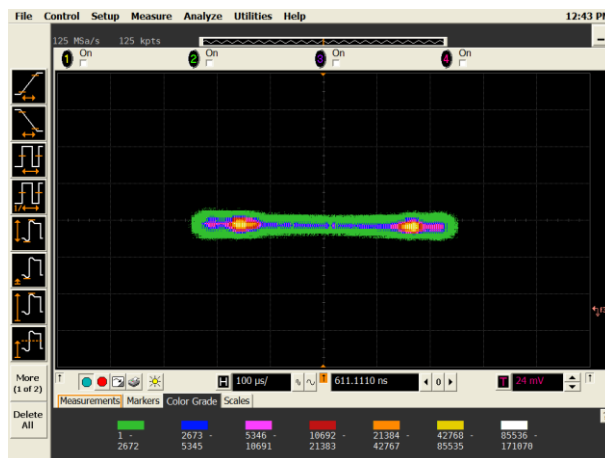 File Control Setup Measure Analyze Utilities Help 12:43 PM
125 MSa/s 125 kpts
1 On 2 On 3 On 4 On
More
(1 of 2)
Delete
All
H 100 µs/ 611.1110 ns 0 T 24 mV
Measurements Markers Color Grade Scales
1 - 2673 - 5346 - 10692 - 21384 - 42768 - 85536 -
2672 5345 10691 21383 42767 85535 171070